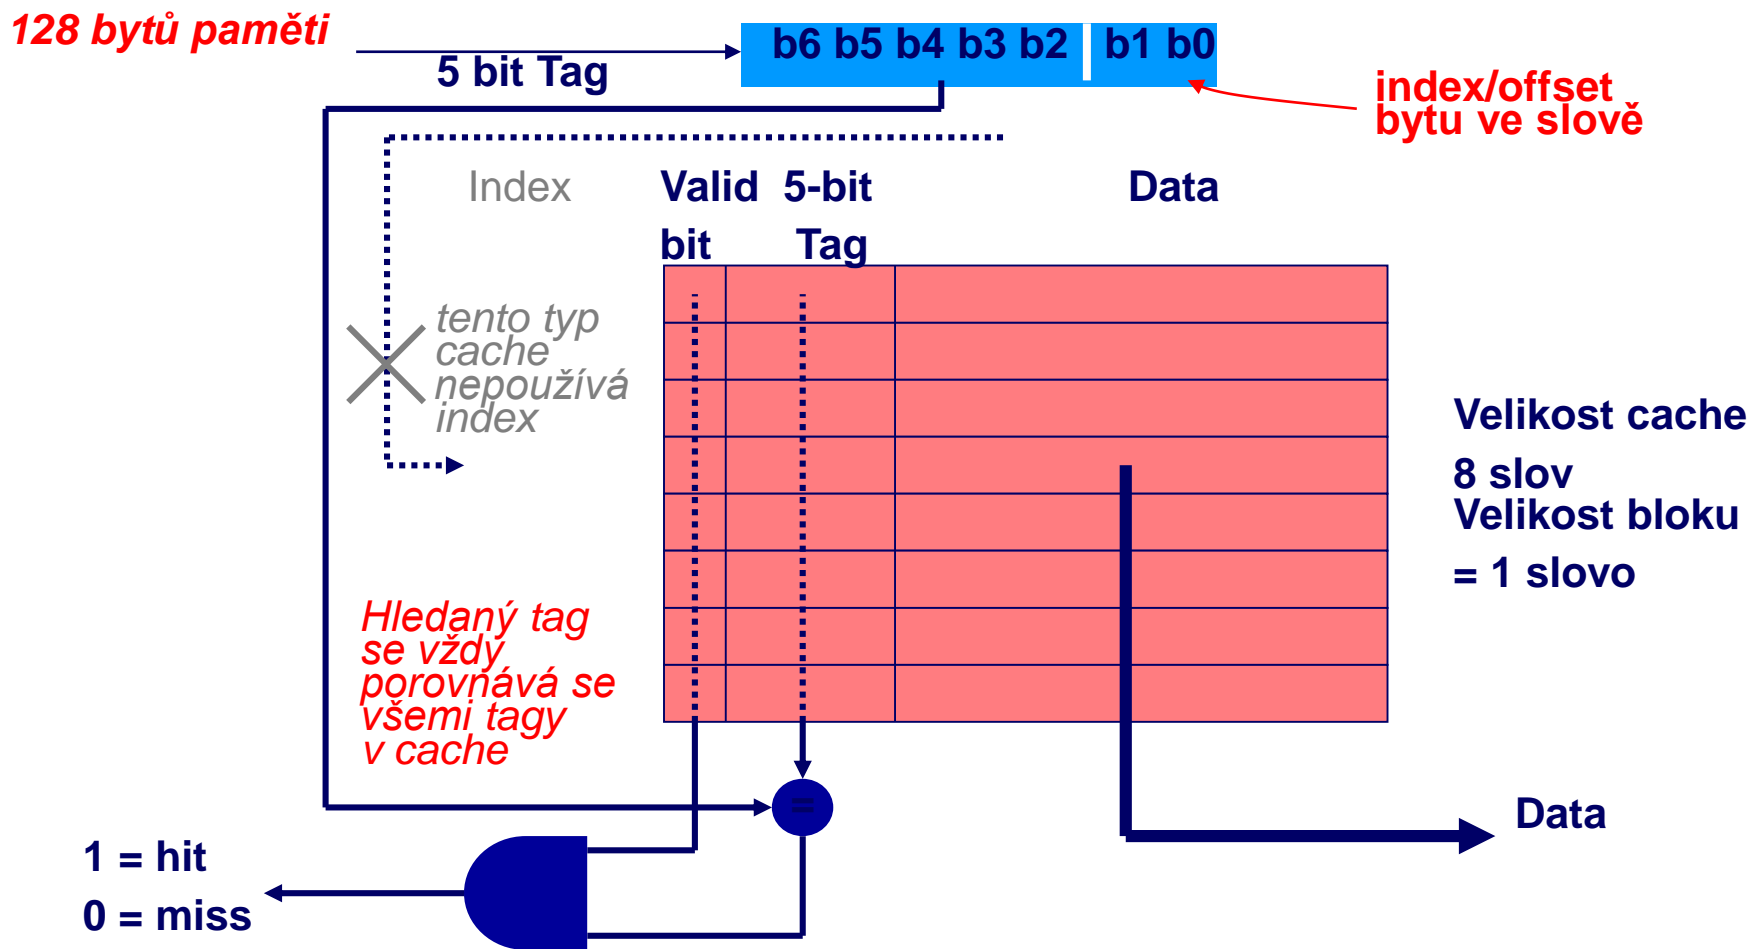 128 bytů paměti
b6 b5 b4 b3 b2 b1 b0
5 bit Tag
index/offset
bytu ve slově
Index
Valid
bit
5-bit
Tag
Data
tento typ
cache
nepoužívá
index
Velikost cache
8 slov
Velikost bloku
= 1 slovo
Hledaný tag
se vždy
porovnává se
všemi tagy
v cache
=
Data
1 = hit
0 = miss